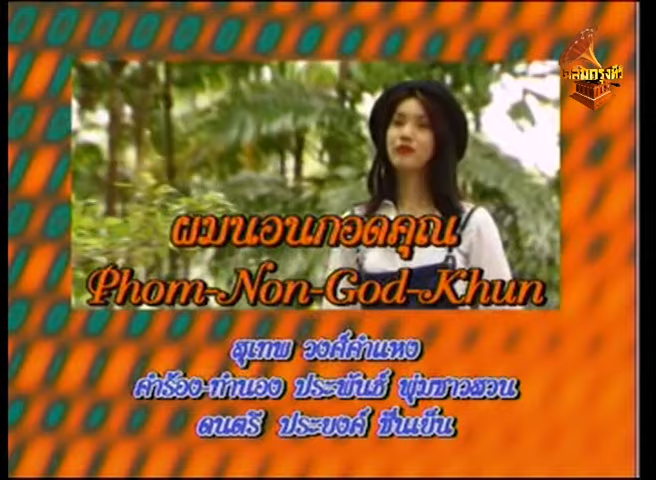 ผมนอนกอดคุณ
Phom-Non-God-Khun
สุเทพ วงศ์กำแหง
คำร้อง-ทำนอง ประพันธ์ พุ่มชาวสวน
ดนตรี ประยงค์ ชื่นเย็น